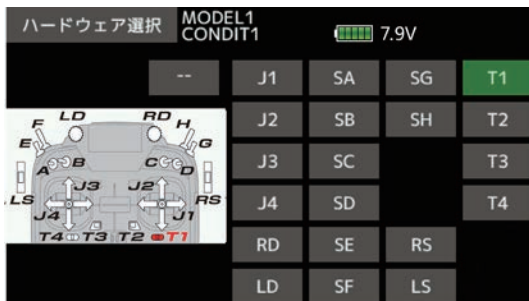 ハードウェア選択 MODEL1
CONDIT1 7.9V
-- J1 SA SG T1
J2 SB SH T2
J3 SC T3
J4 SD T4
RD SE RS
LD SF LS
LD RD
F H
E G
A B C D
J3 J2
LS RS
J4 J1
T4 T3 T2 T1